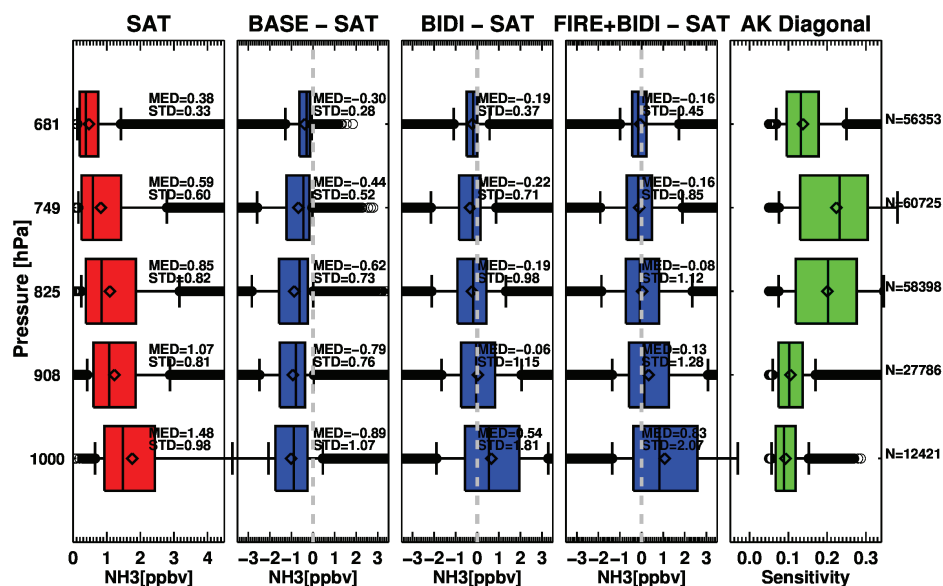 SAT BASE – SAT BIDI – SAT FIRE+BIDI – SAT AK Diagonal
Pressure [hPa]
681
MED=0.38
STD=0.33
MED=−0.30
STD=0.28
MED=−0.19
STD=0.37
MED=−0.16
STD=0.45
N=56353
749
MED=0.59
STD=0.60
MED=−0.44
STD=0.52
MED=−0.22
STD=0.71
MED=−0.16
STD=0.85
N=60725
825
MED=0.85
STD=0.82
MED=−0.62
STD=0.73
MED=−0.19
STD=0.98
MED=−0.08
STD=1.12
N=58398
908
MED=1.07
STD=0.81
MED=−0.79
STD=0.76
MED=−0.06
STD=1.15
MED=0.13
STD=1.28
N=27786
1000
MED=1.48
STD=0.98
MED=−0.89
STD=1.07
MED=0.54
STD=1.81
MED=0.83
STD=2.07
N=12421
0 1 2 3 4 −3 −2 −1 0 1 2 3 −3 −2 −1 0 1 2 3 −3 −2 −1 0 1 2 3 0.0 0.1 0.2 0.3
NH3[ppbv] NH3[ppbv] NH3[ppbv] NH3[ppbv] Sensitivity